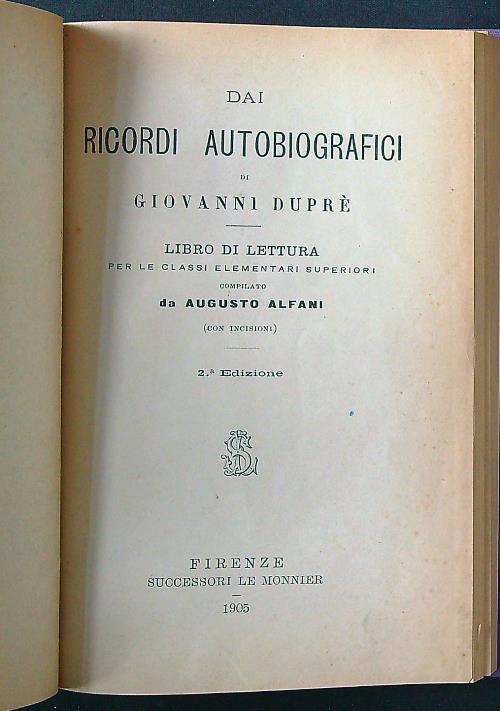 DAI
RICORDI AUTOBIOGRAFICI
DI
GIOVANNI DUPRÈ
LIBRO DI LETTURA
PER LE CLASSI ELEMENTARI SUPERIORI
COMPILATO
da AUGUSTO ALFANI
(CON INCISIONI)
2.ª Edizione
FIRENZE
SUCCESSORI LE MONNIER
1905